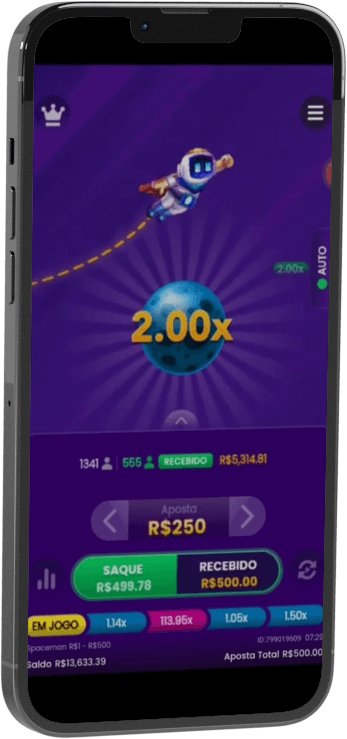 2.00x
AUTO
2.00x
1341 555 RECEBIDO R$5,314.81
Aposta
R$250
SAQUE
R$499.78
RECEBIDO
R$500.00
EM JOGO 1.14x 113.95x 1.05x 1.50x
Spaceman R$1 - R$500
ID:799019609 07:29
Saldo R$13,633.39
Aposta Total R$500.00